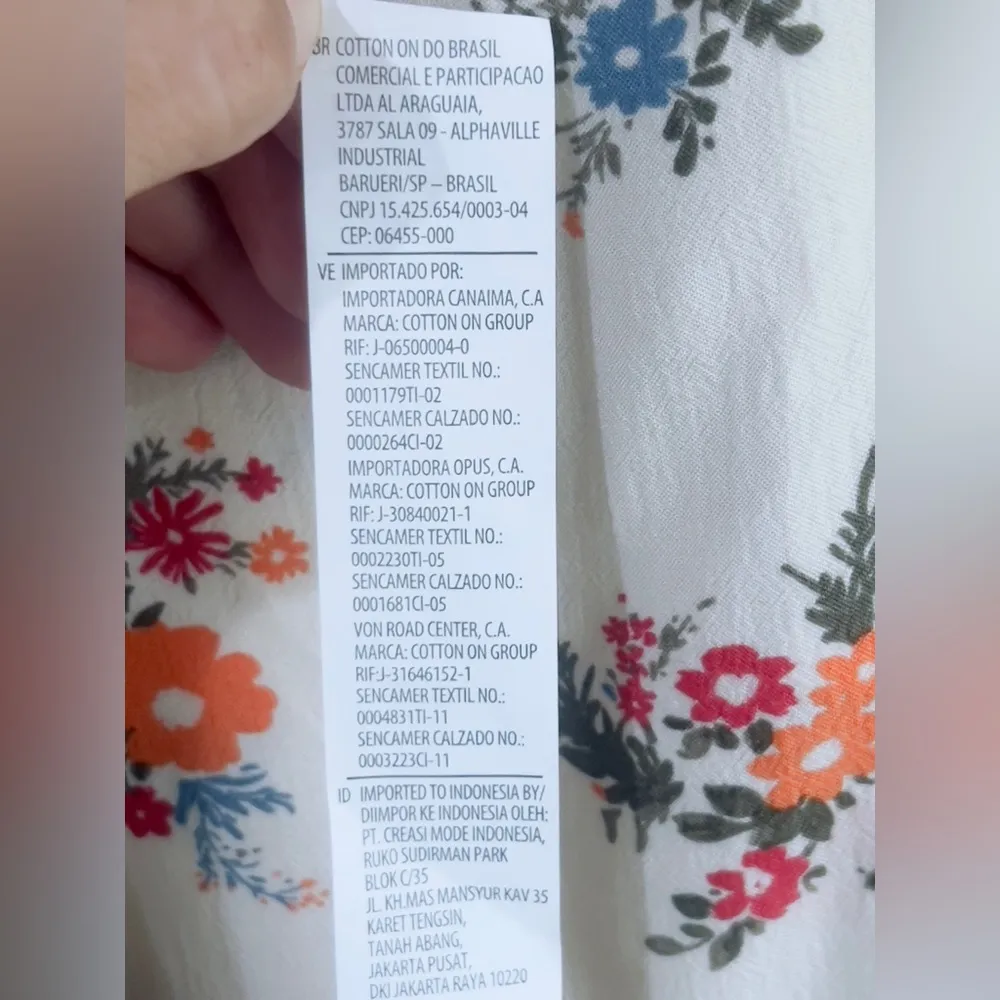 BR COTTON ON DO BRASIL
COMERCIAL E PARTICIPACAO
LTDA AL ARAGUAIA,
3787 SALA 09 - ALPHAVILLE
INDUSTRIAL
BARUERI/SP – BRASIL
CNPJ 15.425.654/0003-04
CEP: 06455-000
VE IMPORTADO POR:
IMPORTADORA CANAIMA, C.A
MARCA: COTTON ON GROUP
RIF: J-06500004-0
SENCAMER TEXTIL NO.:
0001179TI-02
SENCAMER CALZADO NO.:
0000264CI-02
IMPORTADORA OPUS, C.A.
MARCA: COTTON ON GROUP
RIF: J-30840021-1
SENCAMER TEXTIL NO.:
0002230TI-05
SENCAMER CALZADO NO.:
0001681CI-05
VON ROAD CENTER, C.A.
MARCA: COTTON ON GROUP
RIF:J-31646152-1
SENCAMER TEXTIL NO.:
0004831TI-11
SENCAMER CALZADO NO.:
0003223CI-11
ID IMPORTED TO INDONESIA BY/
DIIMPOR KE INDONESIA OLEH:
PT. CREASI MODE INDONESIA,
RUKO SUDIRMAN PARK
BLOK C/35
JL. KH.MAS MANSYUR KAV 35
KARET TENGSIN,
TANAH ABANG,
JAKARTA PUSAT,
DKI JAKARTA RAYA 10220